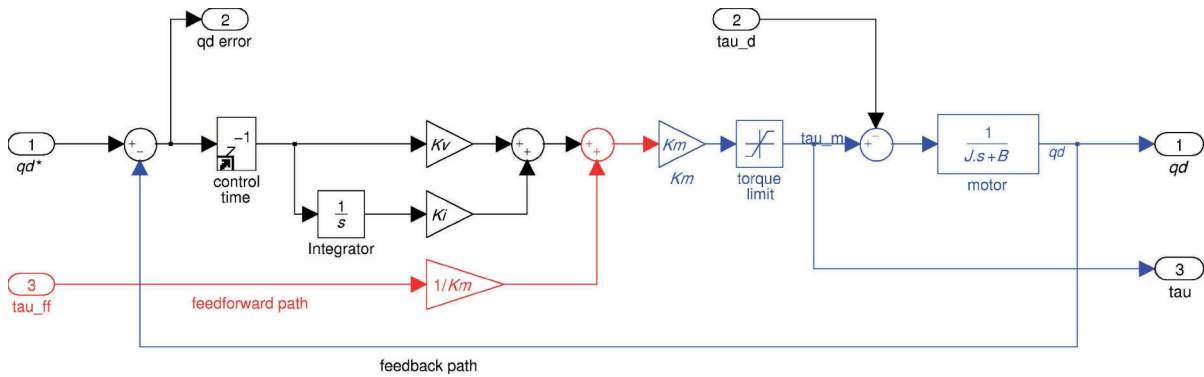 2
qd error
2
tau_d
1
qd*
+
−
z
−1
control
time
Kv
+
+
+
+
Km
Km
torque
limit
tau_m
−
+
1
J.s+B
motor
qd
1
qd
1
s
Integrator
Ki
3
tau_ff
feedforward path
1/Km
3
tau
feedback path